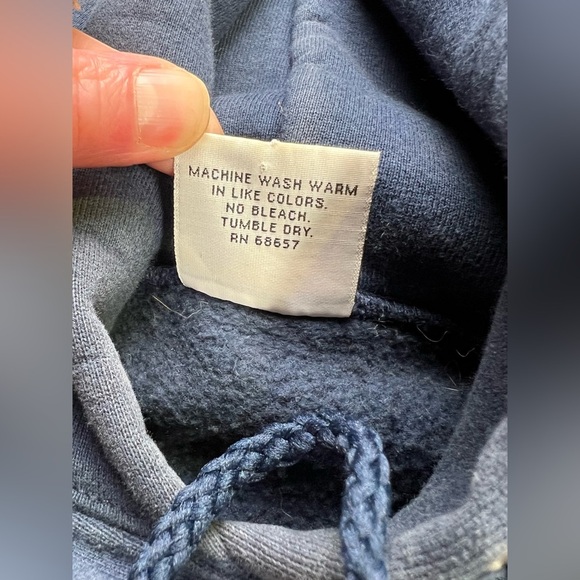 MACHINE WASH WARM
IN LIKE COLORS.
NO BLEACH.
TUMBLE DRY.
RN 68657